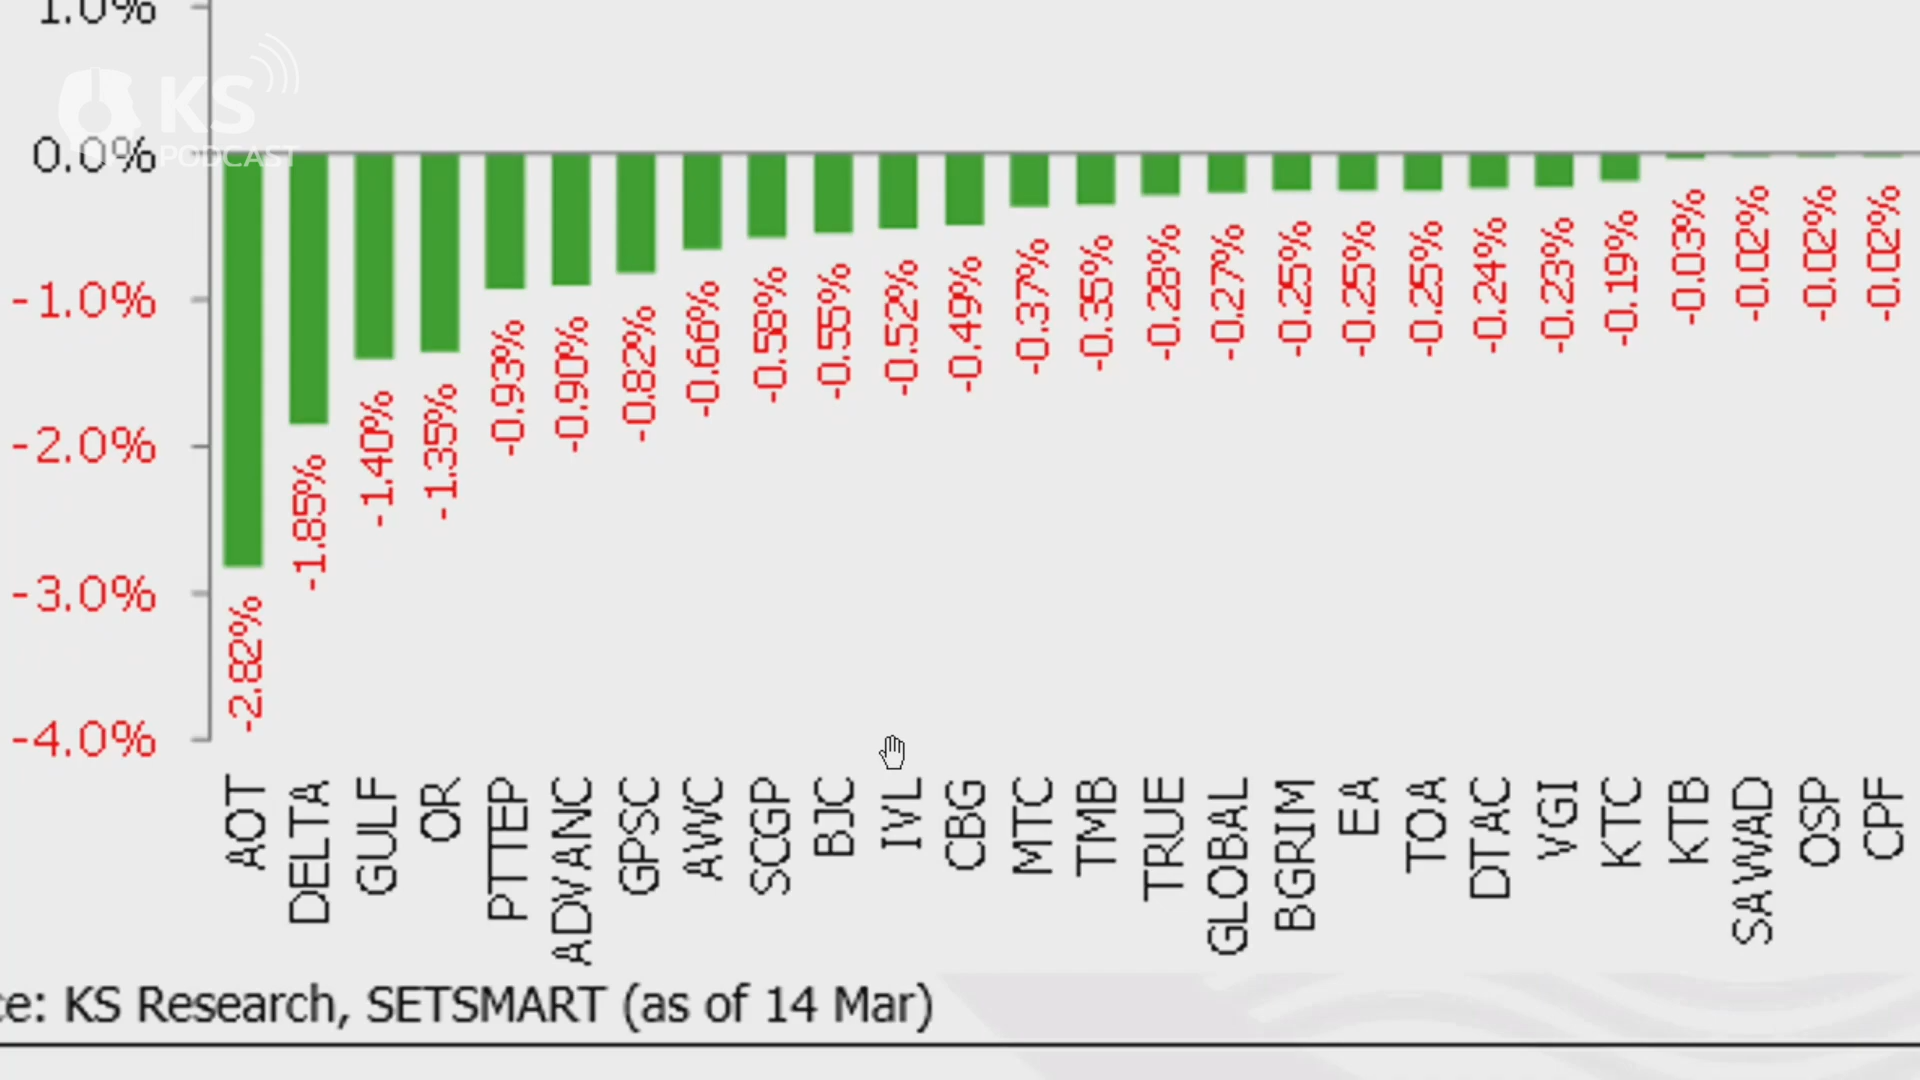 1.0%
KS
PODCAST
0.0%
-1.0%
-2.0%
-3.0%
-4.0%
-2.82%
-1.85%
-1.40%
-1.35%
-0.93%
-0.90%
-0.82%
-0.66%
-0.58%
-0.55%
-0.52%
-0.49%
-0.37%
-0.35%
-0.28%
-0.27%
-0.25%
-0.25%
-0.25%
-0.24%
-0.23%
-0.19%
-0.03%
-0.02%
-0.02%
-0.02%
AOT
DELTA
GULF
OR
PTTEP
ADVANC
GPSC
AWC
SCGP
BJC
IVL
CBG
MTC
TMB
TRUE
GLOBAL
BGRIM
EA
TOA
DTAC
VGI
KTC
KTB
SAWAD
OSP
CPF
ce: KS Research, SETSMART (as of 14 Mar)